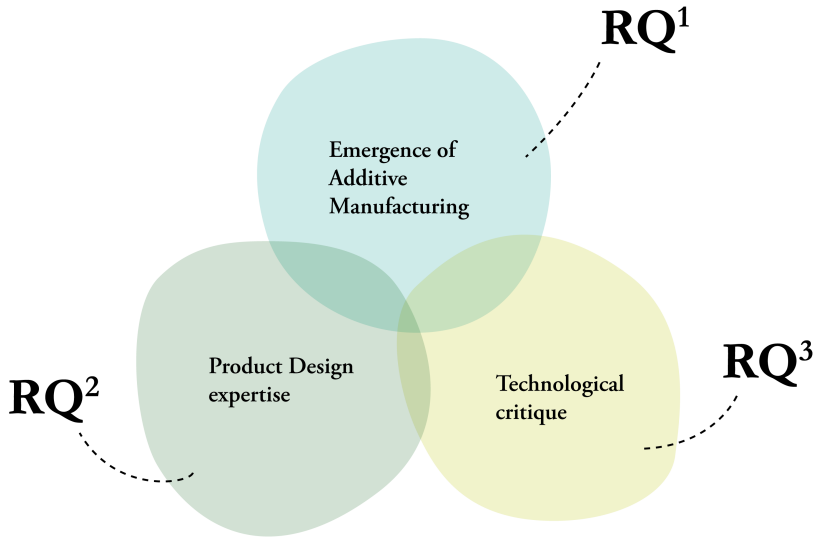 RQ¹
Emergence of
Additive
Manufacturing
Product Design
expertise
RQ²
Technological
critique
RQ³